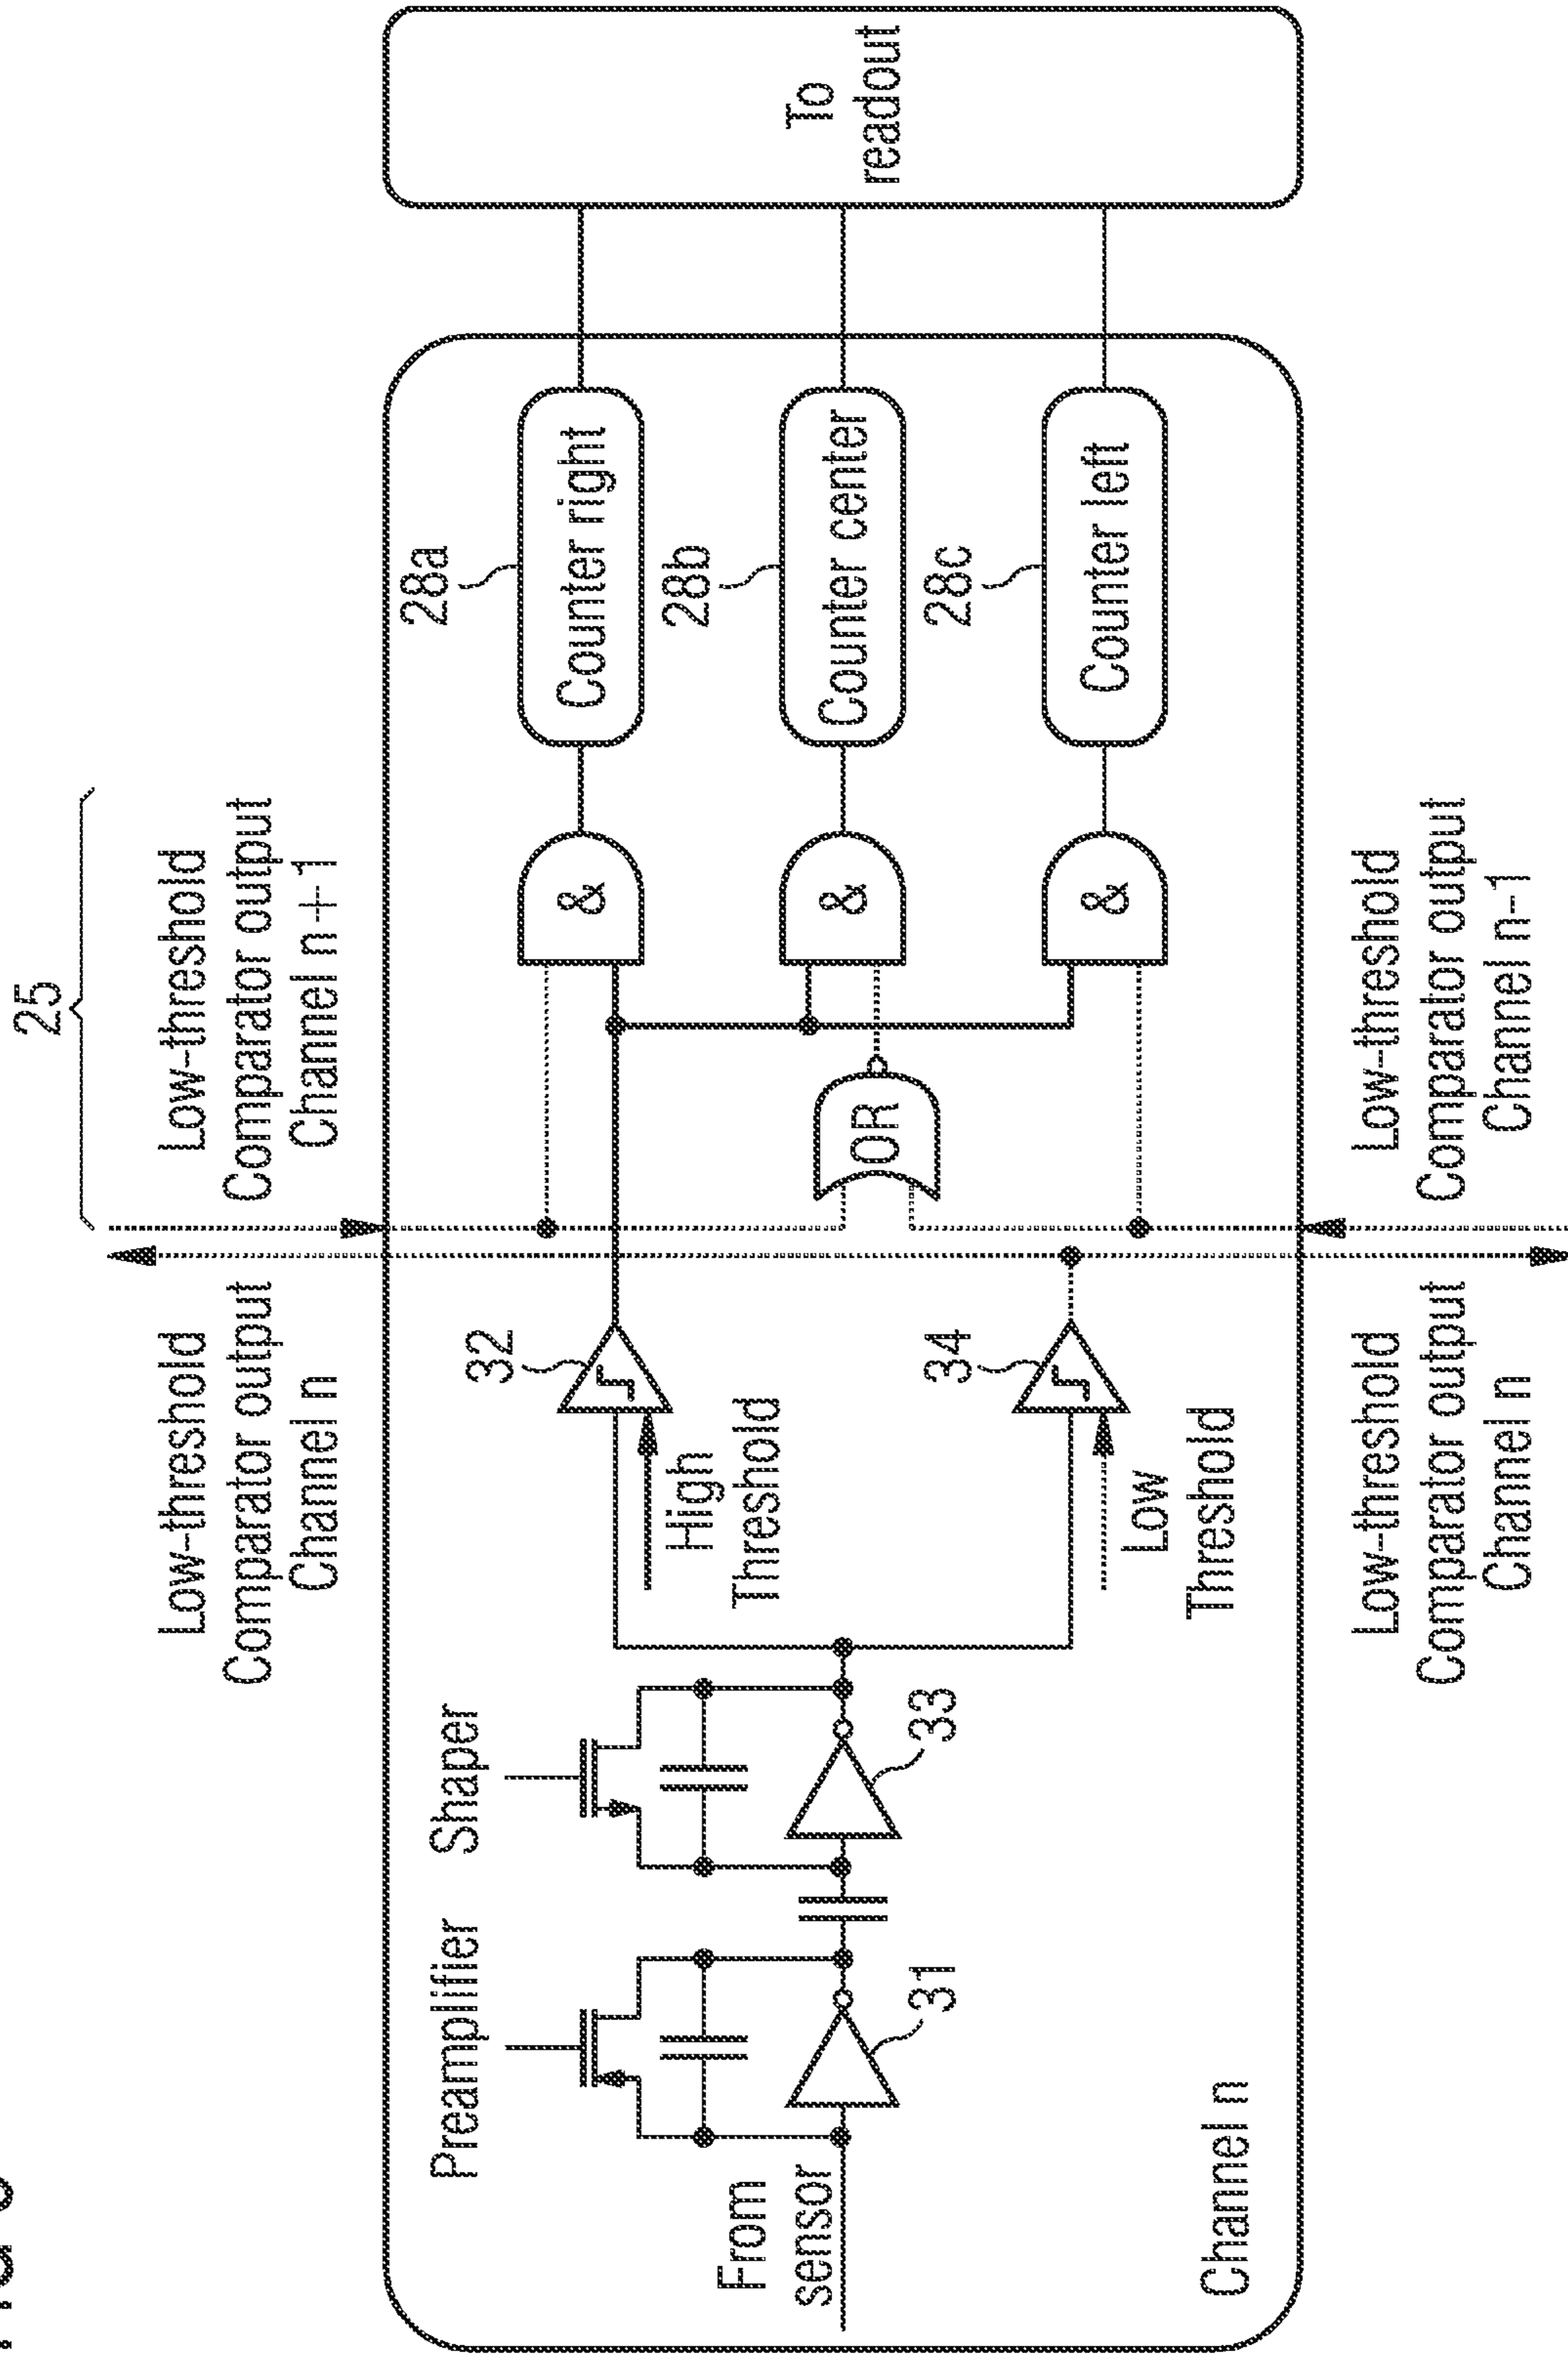 25
Low-threshold
Comparator output
Channel n
Low-threshold
Comparator output
Channel n+1
Preamplifier
Shaper
32
28a
Counter right
&
To
readout
High
Threshold
From
sensor
31
33
OR
&
28b
Counter center
34
Low
Threshold
28c
Counter left
&
Channel n
Low-threshold
Comparator output
Channel n
Low-threshold
Comparator output
Channel n-1